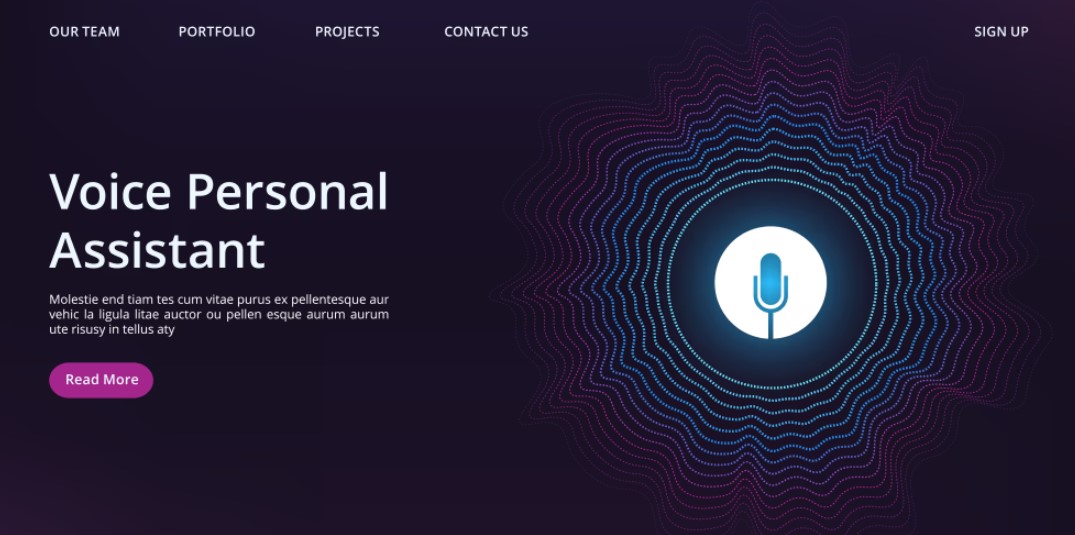 OUR TEAM PORTFOLIO PROJECTS CONTACT US SIGN UP
Voice Personal
Assistant
Molestie end tiam tes cum vitae purus ex pellentesque aur
vehic la ligula litae auctor ou pellen esque aurum aurum
ute risusy in tellus aty
Read More